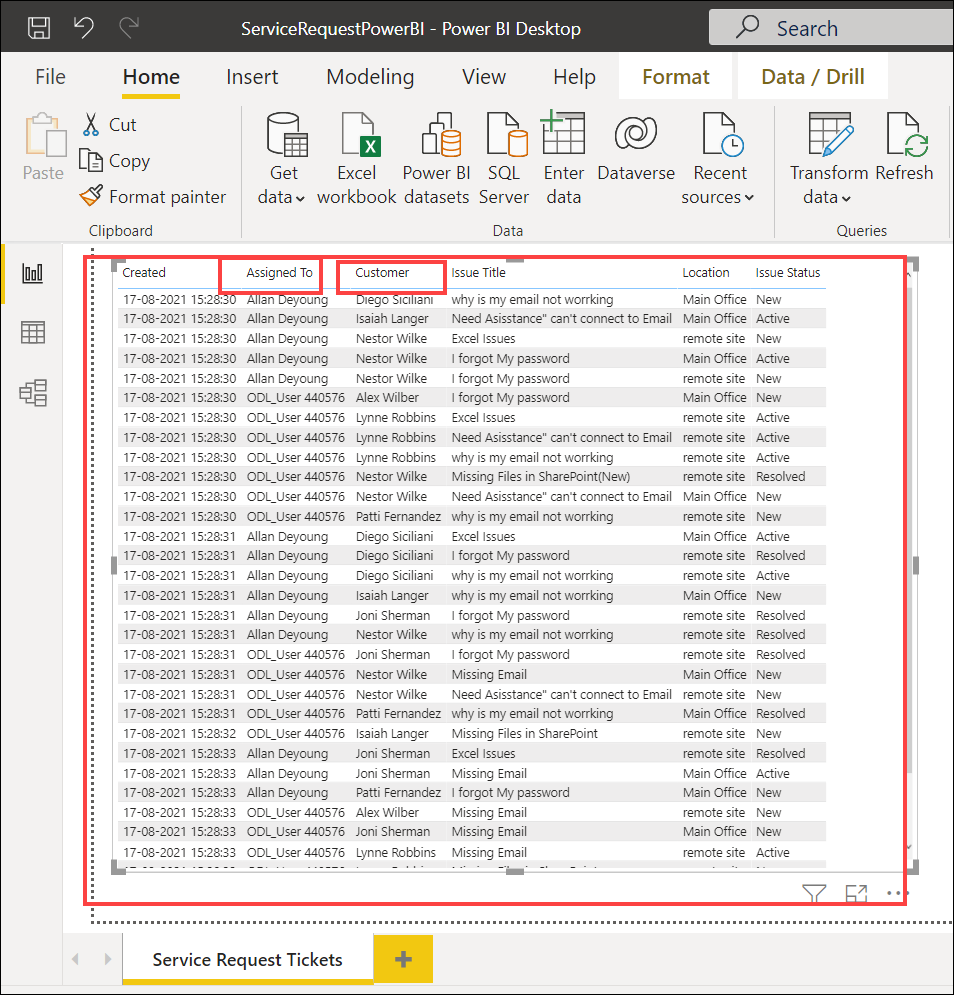 ServiceRequestPowerBI - Power BI Desktop Search
File Home Insert Modeling View Help Format Data / Drill
Paste
Cut
Copy
Format painter
Get data
Excel workbook
Power BI datasets
SQL Server
Enter data
Dataverse
Recent sources
Transform data
Refresh
Clipboard Data Queries
Created Assigned To Customer Issue Title Location Issue Status
17-08-2021 15:28:30 Allan Deyoung Diego Siciliani why is my email not worrking Main Office New
17-08-2021 15:28:30 Allan Deyoung Isaiah Langer Need Asisstance" can't connect to Email Main Office Active
17-08-2021 15:28:30 Allan Deyoung Nestor Wilke Excel Issues remote site New
17-08-2021 15:28:30 Allan Deyoung Nestor Wilke I forgot My password Main Office Active
17-08-2021 15:28:30 Allan Deyoung Nestor Wilke I forgot My password remote site New
17-08-2021 15:28:30 ODL_User 440576 Alex Wilber I forgot My password Main Office New
17-08-2021 15:28:30 ODL_User 440576 Lynne Robbins Excel Issues remote site Active
17-08-2021 15:28:30 ODL_User 440576 Lynne Robbins Need Asisstance" can't connect to Email remote site Active
17-08-2021 15:28:30 ODL_User 440576 Lynne Robbins why is my email not worrking remote site Active
17-08-2021 15:28:30 ODL_User 440576 Nestor Wilke Missing Files in SharePoint(New) remote site Resolved
17-08-2021 15:28:30 ODL_User 440576 Nestor Wilke Need Asisstance" can't connect to Email Main Office New
17-08-2021 15:28:30 ODL_User 440576 Patti Fernandez why is my email not worrking remote site New
17-08-2021 15:28:31 Allan Deyoung Diego Siciliani Excel Issues Main Office Active
17-08-2021 15:28:31 Allan Deyoung Diego Siciliani I forgot My password remote site Resolved
17-08-2021 15:28:31 Allan Deyoung Diego Siciliani why is my email not worrking remote site Active
17-08-2021 15:28:31 Allan Deyoung Isaiah Langer why is my email not worrking Main Office New
17-08-2021 15:28:31 Allan Deyoung Joni Sherman I forgot My password remote site Resolved
17-08-2021 15:28:31 Allan Deyoung Nestor Wilke why is my email not worrking remote site Resolved
17-08-2021 15:28:31 ODL_User 440576 Joni Sherman I forgot My password remote site Resolved
17-08-2021 15:28:31 ODL_User 440576 Nestor Wilke Missing Email Main Office New
17-08-2021 15:28:31 ODL_User 440576 Nestor Wilke Need Asisstance" can't connect to Email remote site New
17-08-2021 15:28:31 ODL_User 440576 Patti Fernandez why is my email not worrking Main Office Resolved
17-08-2021 15:28:32 ODL_User 440576 Isaiah Langer Missing Files in SharePoint remote site New
17-08-2021 15:28:33 Allan Deyoung Joni Sherman Excel Issues remote site Resolved
17-08-2021 15:28:33 Allan Deyoung Joni Sherman Missing Email Main Office Active
17-08-2021 15:28:33 Allan Deyoung Patti Fernandez I forgot My password Main Office New
17-08-2021 15:28:33 ODL_User 440576 Alex Wilber Missing Email remote site New
17-08-2021 15:28:33 ODL_User 440576 Joni Sherman Missing Email Main Office New
17-08-2021 15:28:33 ODL_User 440576 Lynne Robbins Missing Email remote site Active
Service Request Tickets